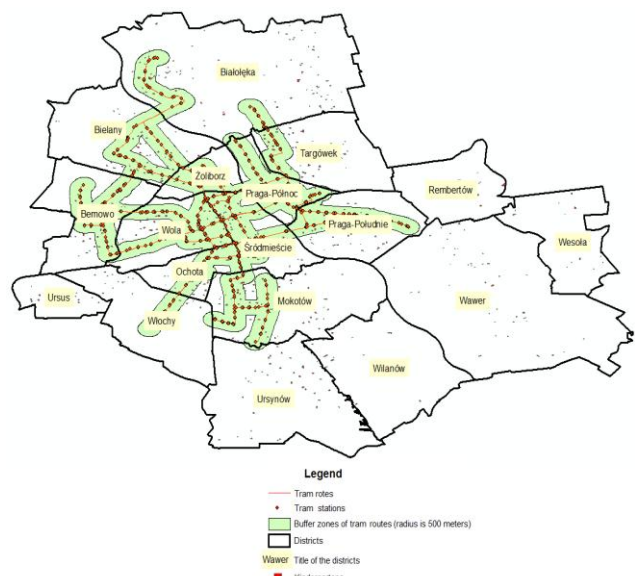 Białołęka
Bielany
Targówek
Żoliborz
Rembertów
Praga-Północ
Bemowo
Praga-Południe
Wola
Wesoła
Śródmieście
Ochota
Ursus
Mokotów
Wawer
Włochy
Wilanów
Ursynów
Legend
Tram rotes
Tram stations
Buffer zones of tram routes (radius is 500 meters)
Districts
Wawer Title of the districts